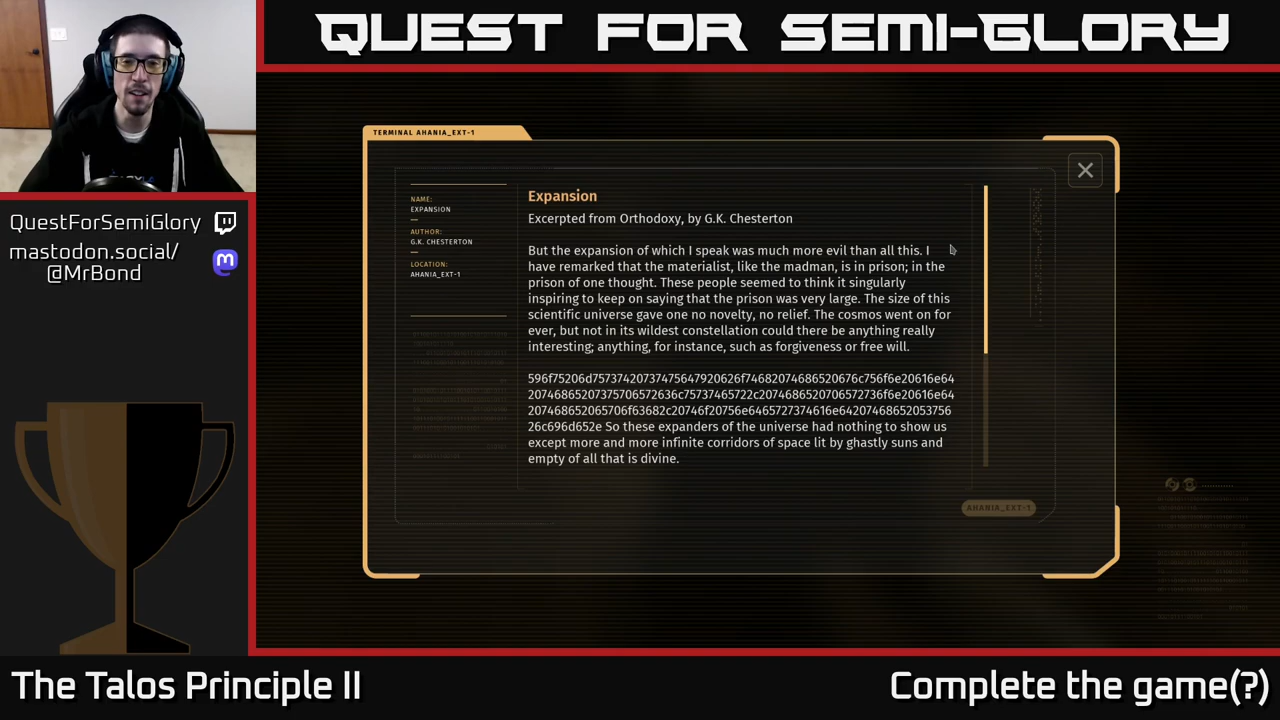 QUEST FOR SEMI-GLORY
QuestForSemiGlory
mastodon.social/
@MrBond
TERMINAL AHANIA_EXT-1
NAME:
EXPANSION
AUTHOR:
G.K. CHESTERTON
LOCATION:
AHANIA_EXT-1
Expansion
Excerpted from Orthodoxy, by G.K. Chesterton
But the expansion of which I speak was much more evil than all this. I
have remarked that the materialist, like the madman, is in prison; in the
prison of one thought. These people seemed to think it singularly
inspiring to keep on saying that the prison was very large. The size of this
scientific universe gave one no novelty, no relief. The cosmos went on for
ever, but not in its wildest constellation could there be anything really
interesting; anything, for instance, such as forgiveness or free will.
596f75206d75737420737475647920626f74682074686520676c756f6e20616e64
20746865207375706572636c75737465722c2074686520706572736f6e20616e64
207468652065706f63682c20746f20756e6465727374616e64207468652053756
26c696d652e So these expanders of the universe had nothing to show us
except more and more infinite corridors of space lit by ghastly suns and
empty of all that is divine.
AHANIA_EXT-1
The Talos Principle II
Complete the game(?)